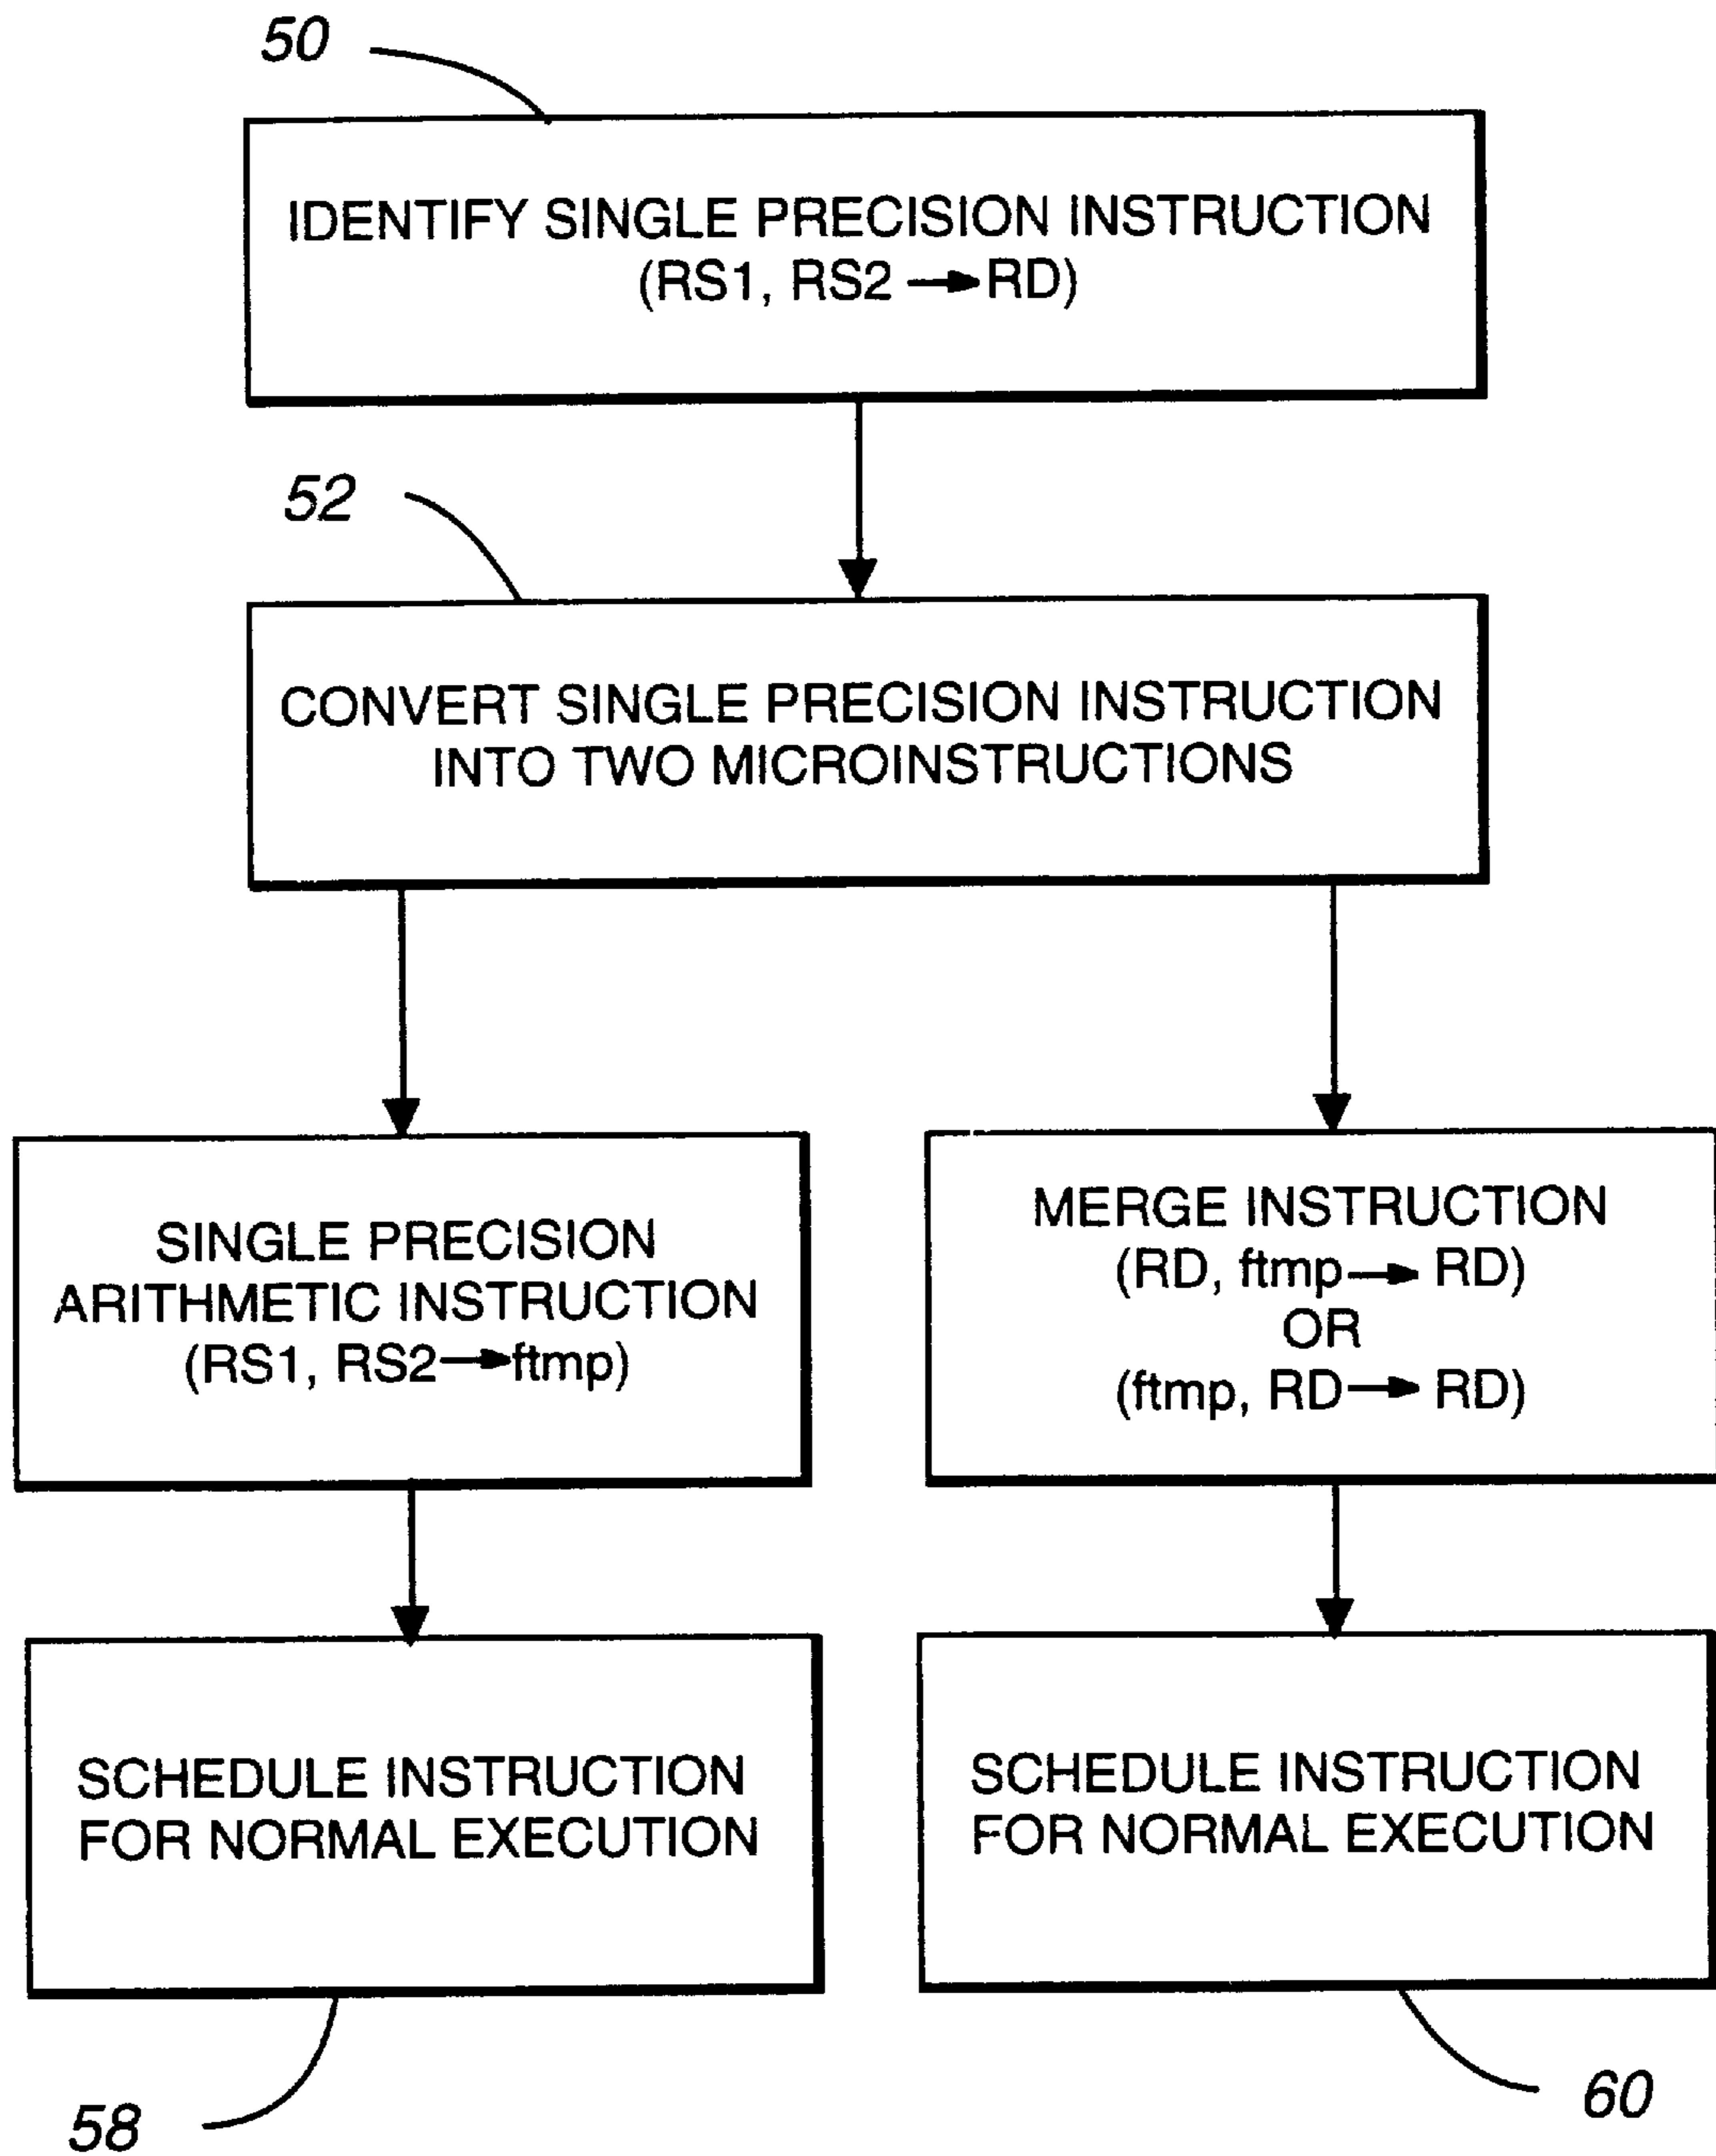 50
IDENTIFY SINGLE PRECISION INSTRUCTION
(RS1, RS2 → RD)
52
CONVERT SINGLE PRECISION INSTRUCTION
INTO TWO MICROINSTRUCTIONS
SINGLE PRECISION
ARITHMETIC INSTRUCTION
(RS1, RS2 → ftmp)
MERGE INSTRUCTION
(RD, ftmp → RD)
OR
(ftmp, RD → RD)
SCHEDULE INSTRUCTION
FOR NORMAL EXECUTION
SCHEDULE INSTRUCTION
FOR NORMAL EXECUTION
58
60